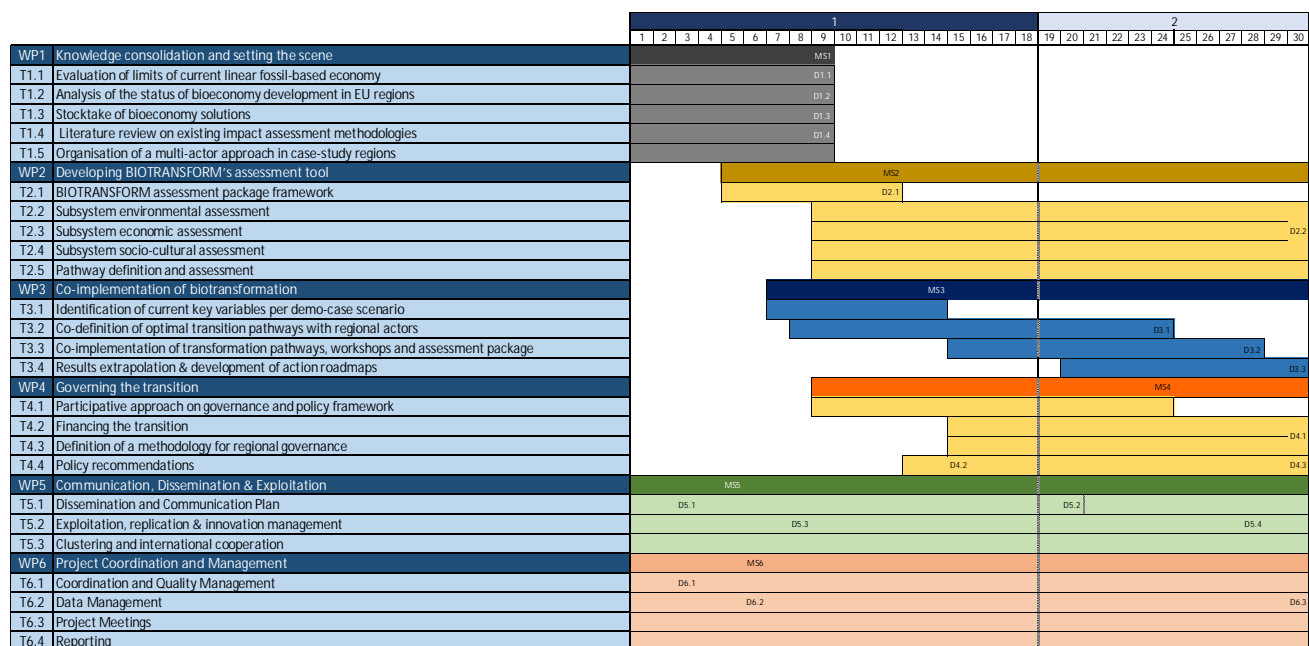 1 2
1 2 3 4 5 6 7 8 9 10 11 12 13 14 15 16 17 18 19 20 21 22 23 24 25 26 27 28 29 30
WP1 Knowledge consolidation and setting the scene MS1
T1.1 Evaluation of limits of current linear fossil-based economy D1.1
T1.2 Analysis of the status of bioeconomy development in EU regions D1.2
T1.3 Stocktake of bioeconomy solutions D1.3
T1.4 Literature review on existing impact assessment methodologies D1.4
T1.5 Organisation of a multi-actor approach in case-study regions
WP2 Developing BIOTRANSFORM's assessment tool MS2
T2.1 BIOTRANSFORM assessment package framework D2.1
T2.2 Subsystem environmental assessment
T2.3 Subsystem economic assessment D2.2
T2.4 Subsystem socio-cultural assessment
T2.5 Pathway definition and assessment
WP3 Co-implementation of biotransformation MS3
T3.1 Identification of current key variables per demo-case scenario
T3.2 Co-definition of optimal transition pathways with regional actors D3.1
T3.3 Co-implementation of transformation pathways, workshops and assessment package D3.2
T3.4 Results extrapolation & development of action roadmaps D3.3
WP4 Governing the transition MS4
T4.1 Participative approach on governance and policy framework
T4.2 Financing the transition
T4.3 Definition of a methodology for regional governance D4.1
T4.4 Policy recommendations D4.2 D4.3
WP5 Communication, Dissemination & Exploitation MS5
T5.1 Dissemination and Communication Plan D5.1 D5.2
T5.2 Exploitation, replication & innovation management D5.3 D5.4
T5.3 Clustering and international cooperation
WP6 Project Coordination and Management MS6
T6.1 Coordination and Quality Management D6.1
T6.2 Data Management D6.2 D6.3
T6.3 Project Meetings
T6.4 Reporting